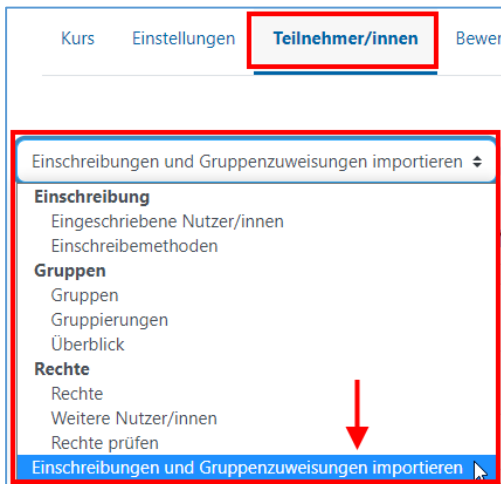 Kurs Einstellungen Teilnehmer/innen Bewer
Einschreibungen und Gruppenzuweisungen importieren
Einschreibung
Eingeschriebene Nutzer/innen
Einschreibemethoden
Gruppen
Gruppen
Gruppierungen
Überblick
Rechte
Rechte
Weitere Nutzer/innen
Rechte prüfen
Einschreibungen und Gruppenzuweisungen importieren